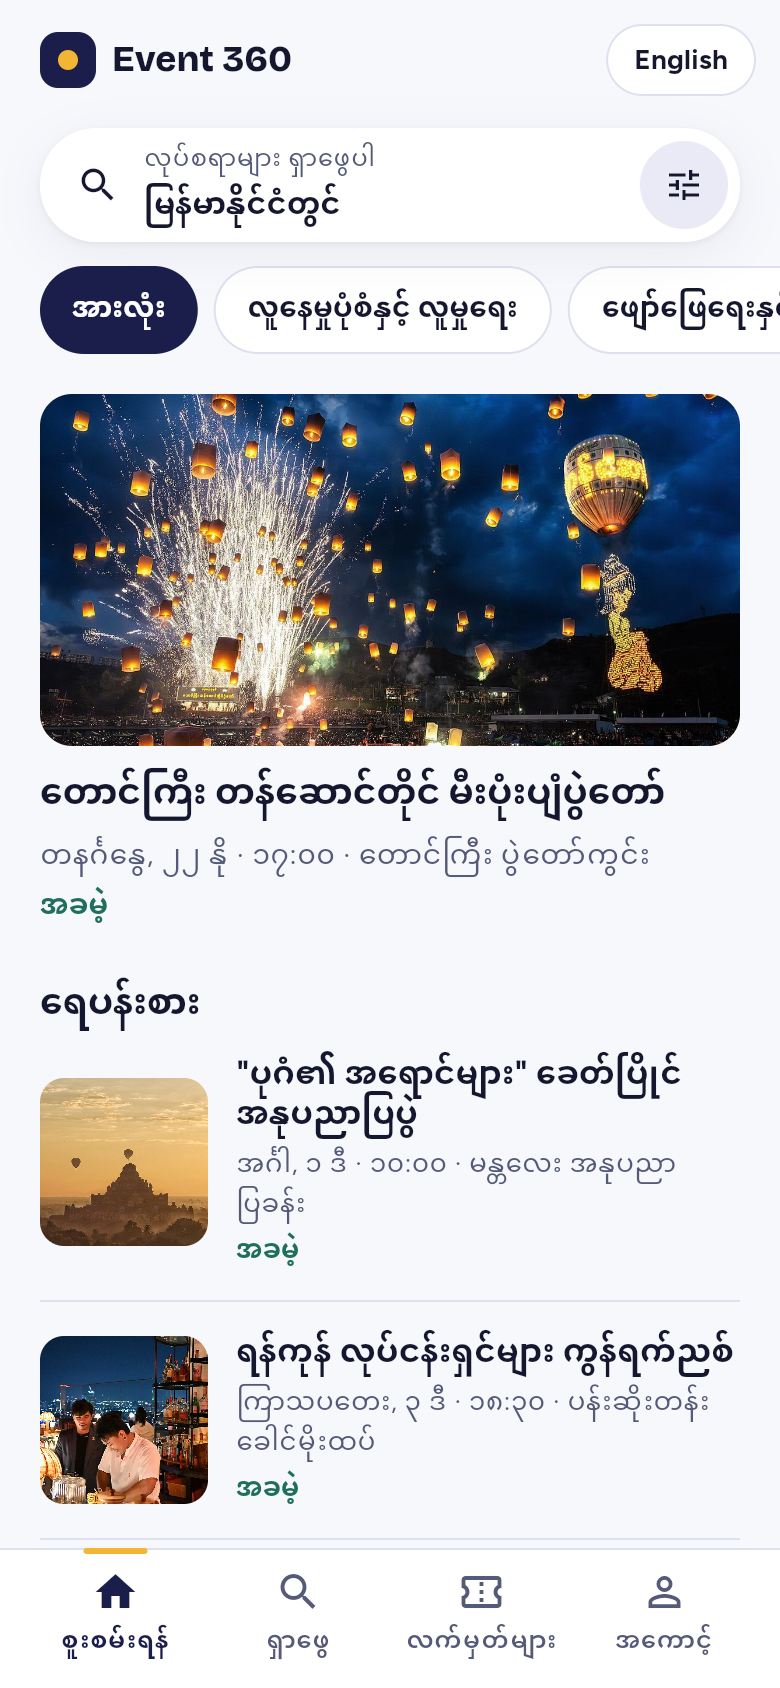 Event 360
English
လုပ်စရာများ ရှာဖွေပါ
မြန်မာနိုင်ငံတွင်
အားလုံး
လူနေမှုပုံစံနှင့် လူမှုရေး
ဖျော်ဖြေရေးနှင့်
တောင်ကြီး တန်ဆောင်တိုင် မီးပုံးပျံပွဲတော်
တနင်္ဂနွေ, ၂၂ နို · ၁၇:၀၀ · တောင်ကြီး ပွဲတော်ကွင်း
အခမဲ့
ရေပန်းစား
"ပုဂံ၏ အရောင်များ" ခေတ်ပြိုင်
အနုပညာပြပွဲ
အင်္ဂါ, ၁ ဒီ · ၁၀:၀၀ · မန္တလေး အနုပညာ
ပြခန်း
အခမဲ့
ရန်ကုန် လုပ်ငန်းရှင်များ ကွန်ရက်ညစ်
ကြာသပတေး, ၃ ဒီ · ၁၈:၃၀ · ပန်းဆိုးတန်း
ခေါင်မိုးထပ်
အခမဲ့
စူးစမ်းရန်
ရှာဖွေ
လက်မှတ်များ
အကောင့်